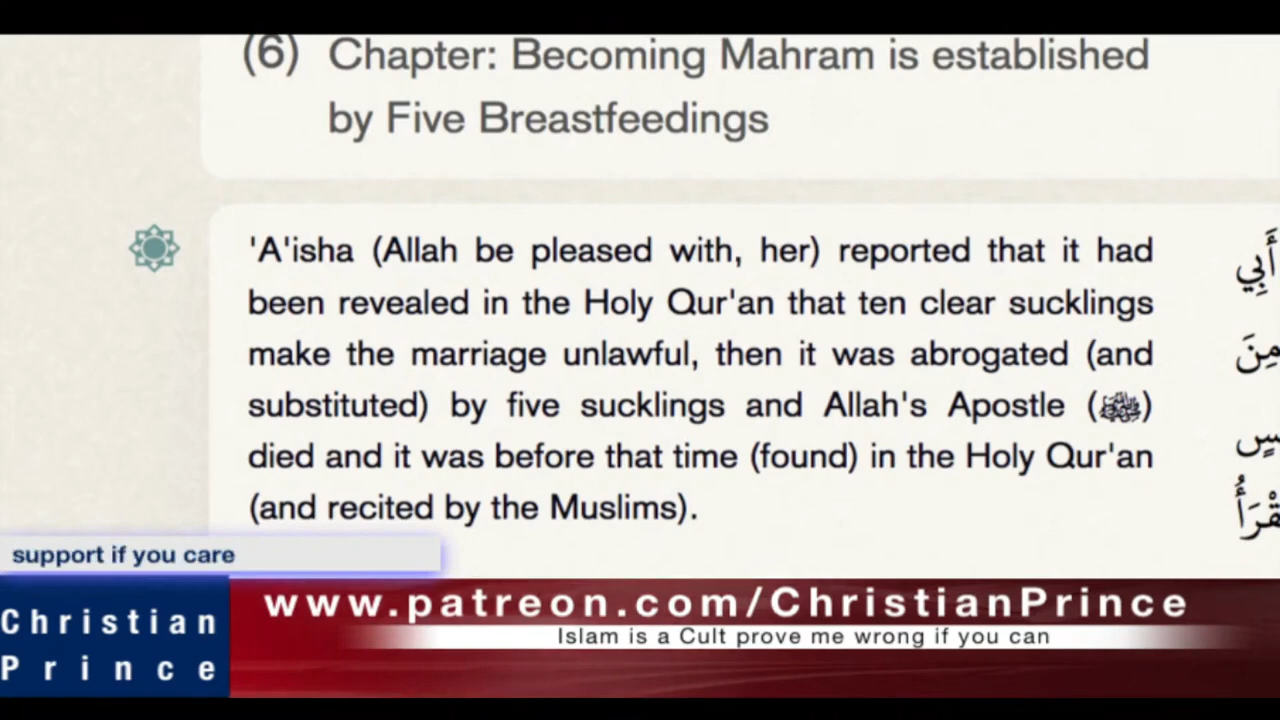 (6) Chapter: Becoming Mahram is established
by Five Breastfeedings
'A'isha (Allah be pleased with, her) reported that it had
been revealed in the Holy Qur'an that ten clear sucklings
make the marriage unlawful, then it was abrogated (and
substituted) by five sucklings and Allah's Apostle (ﷺ)
died and it was before that time (found) in the Holy Qur'an
(and recited by the Muslims).
أَبِي
مِنَ
support if you care
Christian
Prince
www.patreon.com/ChristianPrince
Islam is a Cult prove me wrong if you can